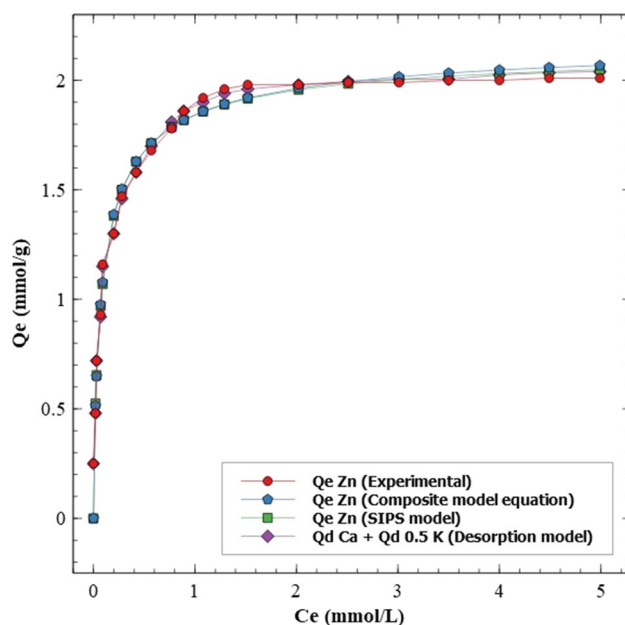 2
1.5
1
0.5
0
Qe (mmol/g)
Qe Zn (Experimental)
Qe Zn (Composite model equation)
Qe Zn (SIPS model)
Qd Ca + Qd 0.5 K (Desorption model)
0 1 2 3 4 5
Ce (mmol/L)